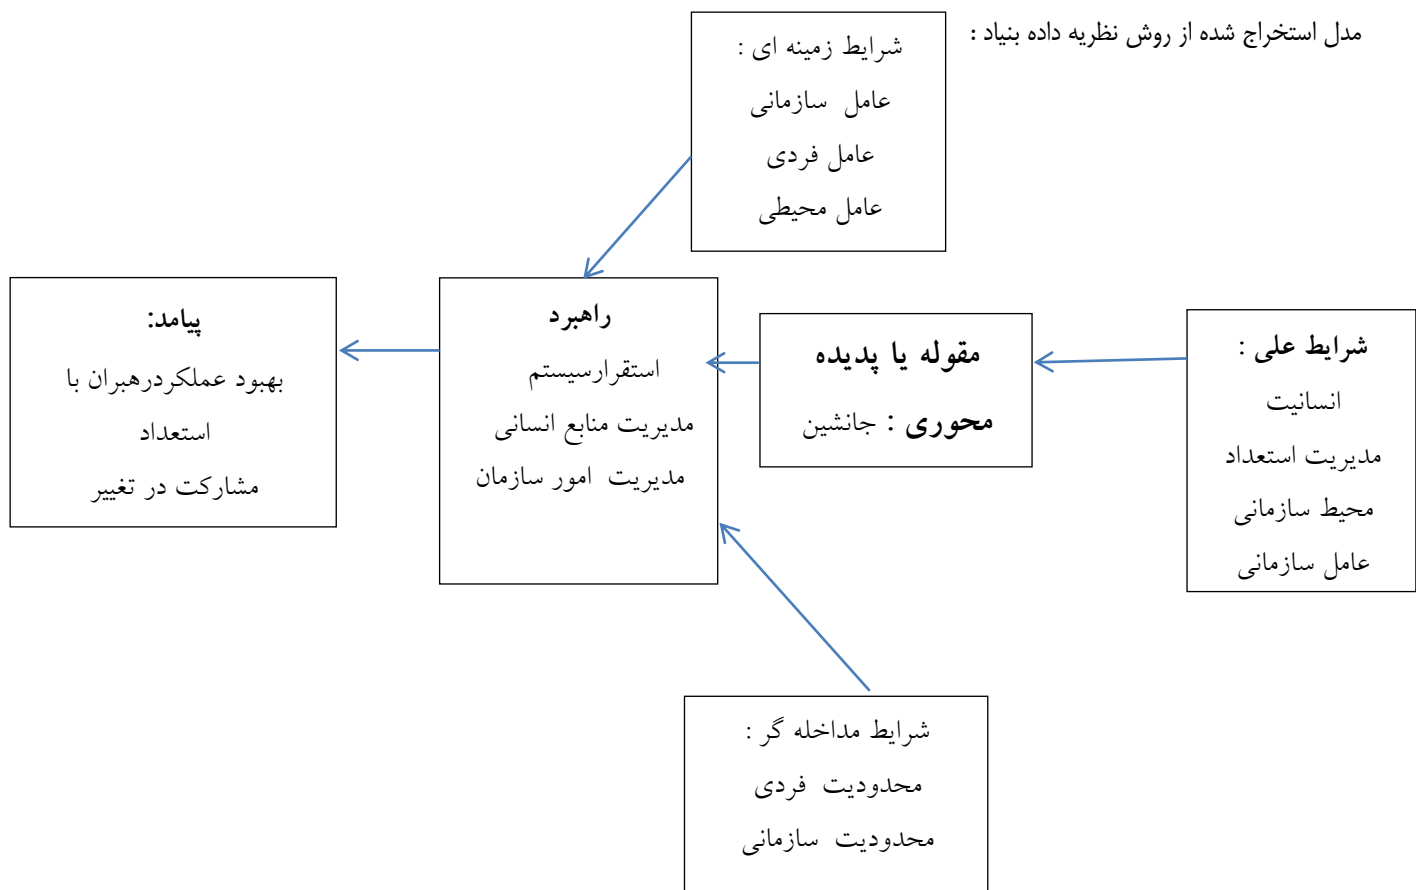 مدل استخراج شده از روش نظریه داده بنیاد :
شرایط زمینه ای :
عامل سازمانی
عامل فردی
عامل محیطی
شرایط علی :
انسانیت
مدیریت استعداد
محیط سازمانی
عامل سازمانی
مقوله یا پدیده
محوری : جانشین
راهبرد
استقرارسیستم
مدیریت منابع انسانی
مدیریت امور سازمان
پیامد:
بهبود عملکردرهبران با
استعداد
مشارکت در تغییر
شرایط مداخله گر :
محدودیت فردی
محدودیت سازمانی